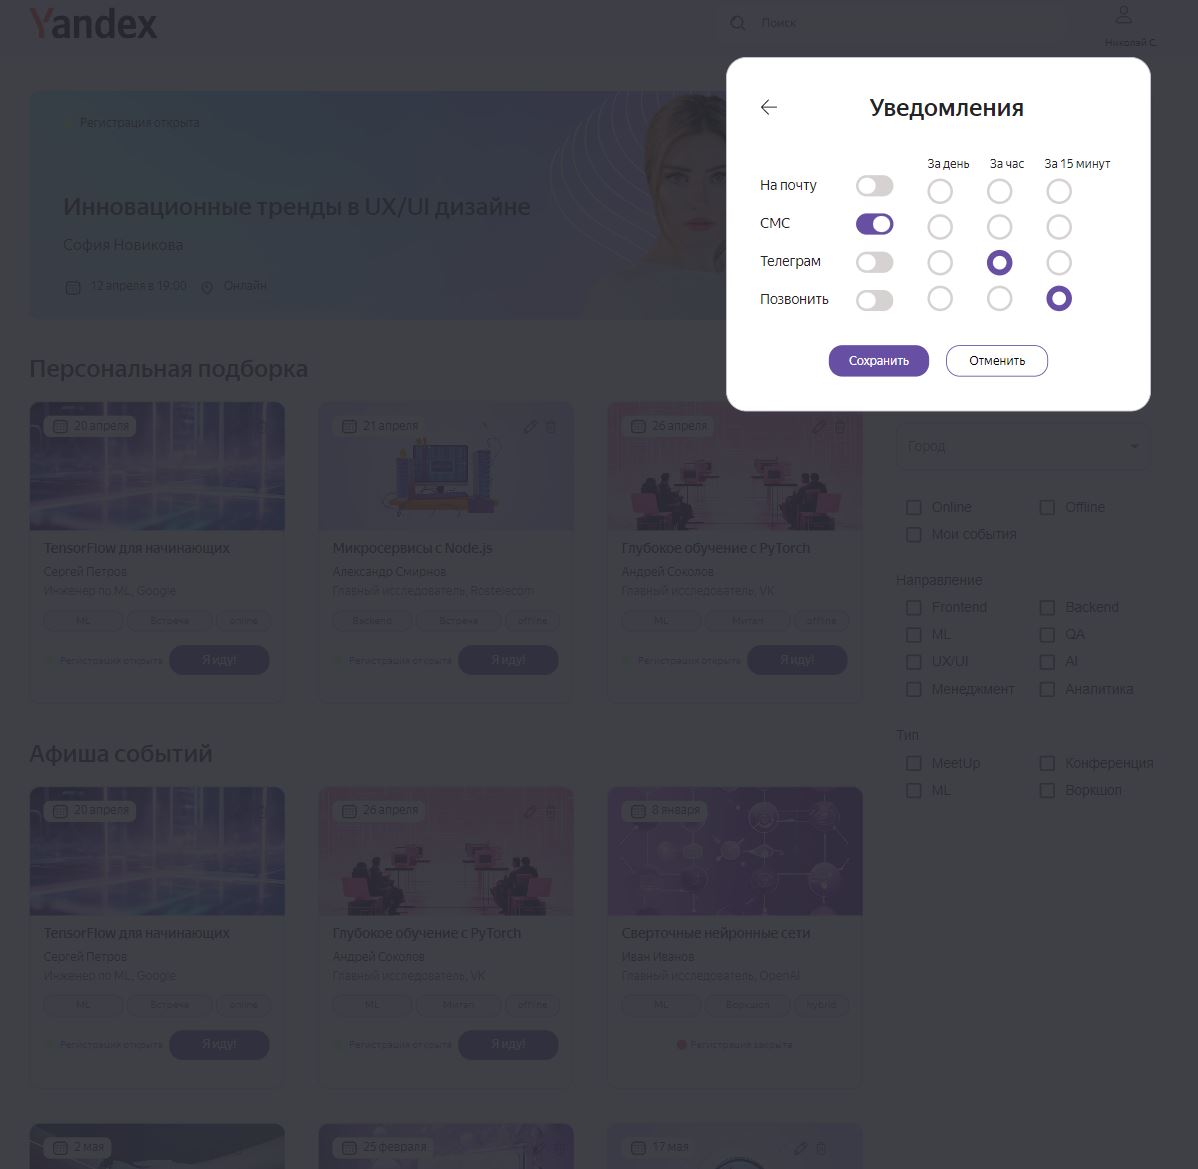 Yandex
Поиск
Николай С.
Регистрация открыта
Инновационные тренды в UX/UI дизайне
София Новикова
12 апреля в 19:00 Онлайн
Уведомления
За день За час За 15 минут
На почту
СМС
Телеграм
Позвонить
Сохранить Отменить
Персональная подборка
20 апреля
TensorFlow для начинающих
Сергей Петров
Инженер по ML, Google
ML Встреча online
Регистрация открыта Я иду!
21 апреля
Микросервисы с Node.js
Александр Смирнов
Главный исследователь, Rostelecom
Backend Встреча offline
Регистрация открыта Я иду!
26 апреля
Глубокое обучение с PyTorch
Андрей Соколов
Главный исследователь, VK
ML Митап offline
Регистрация открыта Я иду!
Город
Online Offline
Мои события
Направление
Frontend Backend
ML QA
UX/UI AI
Менеджмент Аналитика
Тип
MeetUp Конференция
ML Воркшоп
Афиша событий
20 апреля
TensorFlow для начинающих
Сергей Петров
Инженер по ML, Google
ML Встреча online
Регистрация открыта Я иду!
26 апреля
Глубокое обучение с PyTorch
Андрей Соколов
Главный исследователь, VK
ML Митап offline
Регистрация открыта Я иду!
8 января
Сверточные нейронные сети
Иван Иванов
Главный исследователь, OpenAI
ML Воркшоп hybrid
Регистрация закрыта
2 мая
25 февраля
17 мая